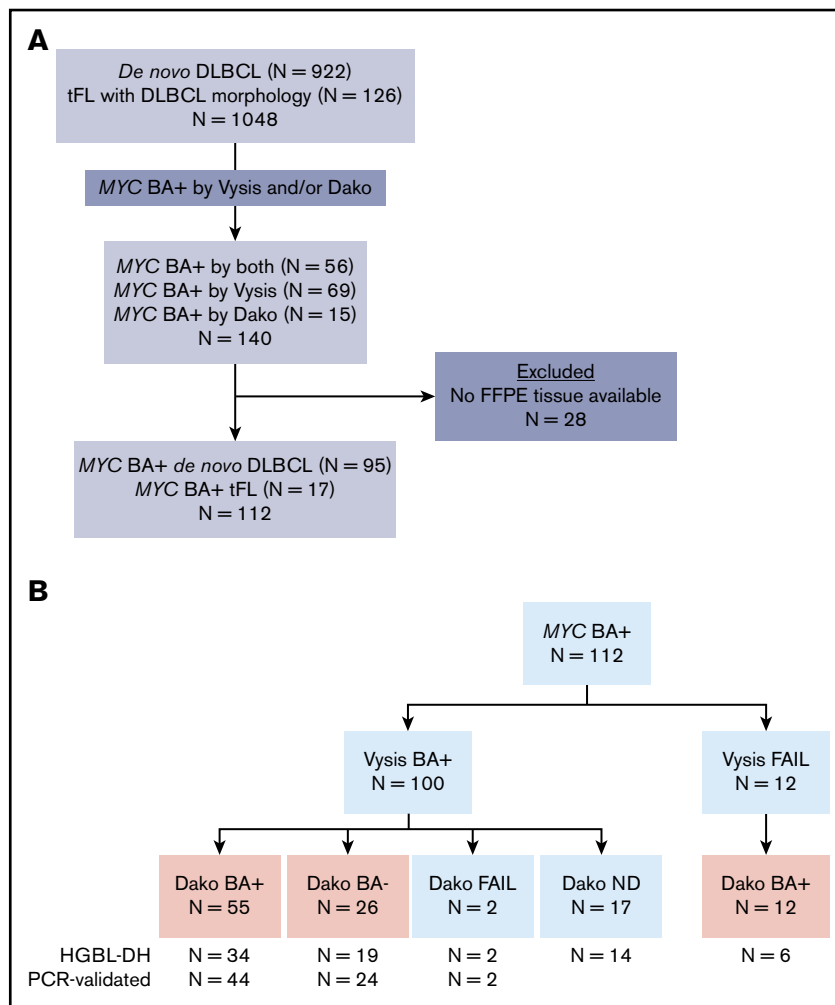 A
De novo DLBCL (N = 922)
tFL with DLBCL morphology (N = 126)
N = 1048
MYC BA+ by Vysis and/or Dako
MYC BA+ by both (N = 56)
MYC BA+ by Vysis (N = 69)
MYC BA+ by Dako (N = 15)
N = 140
Excluded
No FFPE tissue available
N = 28
MYC BA+ de novo DLBCL (N = 95)
MYC BA+ tFL (N = 17)
N = 112
B
MYC BA+
N = 112
Vysis BA+
N = 100
Vysis FAIL
N = 12
Dako BA+
N = 55
Dako BA-
N = 26
Dako FAIL
N = 2
Dako ND
N = 17
Dako BA+
N = 12
HGBL-DH N = 34 N = 19 N = 2 N = 14 N = 6
PCR-validated N = 44 N = 24 N = 2